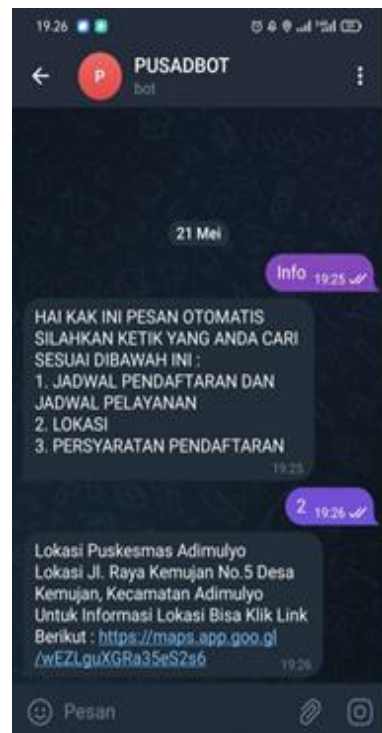 19.26
P
PUSADBOT
bot
21 Mei
Info 19.25
HAI KAK INI PESAN OTOMATIS
SILAHKAN KETIK YANG ANDA CARI
SESUAI DIBAWAH INI :
1. JADWAL PENDAFTARAN DAN
JADWAL PELAYANAN
2. LOKASI
3. PERSYARATAN PENDAFTARAN
19.25
2 19.26
Lokasi Puskesmas Adimulyo
Lokasi Jl. Raya Kemujan No.5 Desa
Kemujan, Kecamatan Adimulyo
Untuk Informasi Lokasi Bisa Klik Link
Berikut : https://maps.app.goo.gl
/wEZLguXGRa35eS2s6 19.26
Pesan